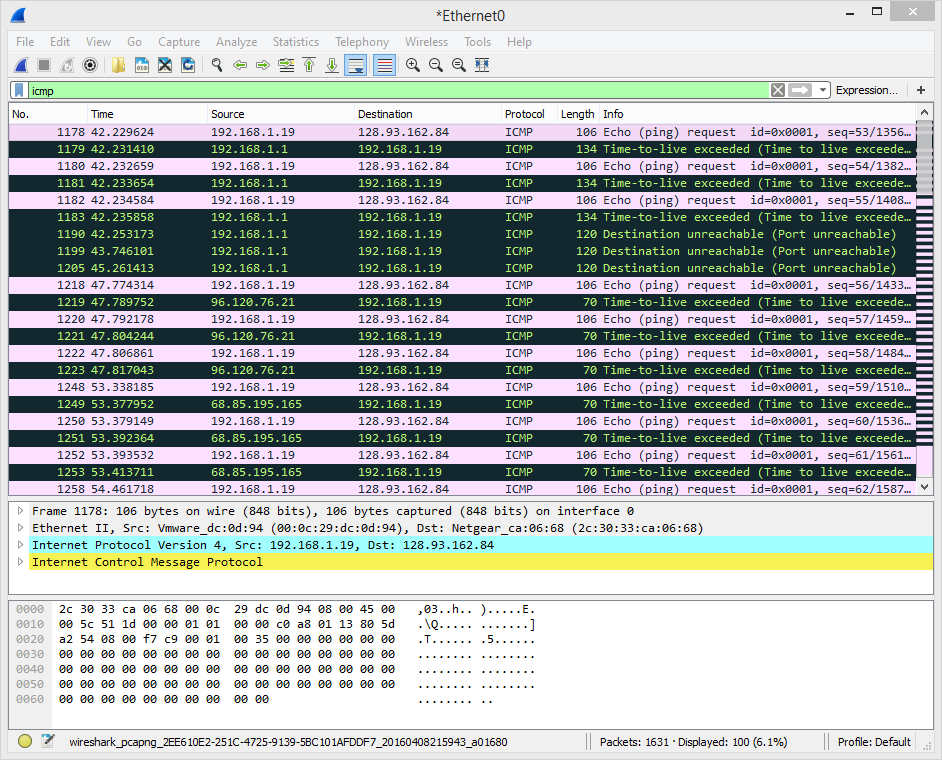 *Ethernet0
File Edit View Go Capture Analyze Statistics Telephony Wireless Tools Help
icmp Expression... +
No. Time Source Destination Protocol Length Info
1178 42.229624 192.168.1.19 128.93.162.84 ICMP 106 Echo (ping) request id=0x0001, seq=53/1356…
1179 42.231410 192.168.1.1 192.168.1.19 ICMP 134 Time-to-live exceeded (Time to live exceede…
1180 42.232659 192.168.1.19 128.93.162.84 ICMP 106 Echo (ping) request id=0x0001, seq=54/1382…
1181 42.233654 192.168.1.1 192.168.1.19 ICMP 134 Time-to-live exceeded (Time to live exceede…
1182 42.234584 192.168.1.19 128.93.162.84 ICMP 106 Echo (ping) request id=0x0001, seq=55/1408…
1183 42.235858 192.168.1.1 192.168.1.19 ICMP 134 Time-to-live exceeded (Time to live exceede…
1190 42.253173 192.168.1.1 192.168.1.19 ICMP 120 Destination unreachable (Port unreachable)
1199 43.746101 192.168.1.1 192.168.1.19 ICMP 120 Destination unreachable (Port unreachable)
1205 45.261413 192.168.1.1 192.168.1.19 ICMP 120 Destination unreachable (Port unreachable)
1218 47.774314 192.168.1.19 128.93.162.84 ICMP 106 Echo (ping) request id=0x0001, seq=56/1433…
1219 47.789752 96.120.76.21 192.168.1.19 ICMP 70 Time-to-live exceeded (Time to live exceede…
1220 47.792178 192.168.1.19 128.93.162.84 ICMP 106 Echo (ping) request id=0x0001, seq=57/1459…
1221 47.804244 96.120.76.21 192.168.1.19 ICMP 70 Time-to-live exceeded (Time to live exceede…
1222 47.806861 192.168.1.19 128.93.162.84 ICMP 106 Echo (ping) request id=0x0001, seq=58/1484…
1223 47.817043 96.120.76.21 192.168.1.19 ICMP 70 Time-to-live exceeded (Time to live exceede…
1248 53.338185 192.168.1.19 128.93.162.84 ICMP 106 Echo (ping) request id=0x0001, seq=59/1510…
1249 53.377952 68.85.195.165 192.168.1.19 ICMP 70 Time-to-live exceeded (Time to live exceede…
1250 53.379149 192.168.1.19 128.93.162.84 ICMP 106 Echo (ping) request id=0x0001, seq=60/1536…
1251 53.392364 68.85.195.165 192.168.1.19 ICMP 70 Time-to-live exceeded (Time to live exceede…
1252 53.393532 192.168.1.19 128.93.162.84 ICMP 106 Echo (ping) request id=0x0001, seq=61/1561…
1253 53.413711 68.85.195.165 192.168.1.19 ICMP 70 Time-to-live exceeded (Time to live exceede…
1258 54.461718 192.168.1.19 128.93.162.84 ICMP 106 Echo (ping) request id=0x0001, seq=62/1587…
Frame 1178: 106 bytes on wire (848 bits), 106 bytes captured (848 bits) on interface 0
Ethernet II, Src: Vmware_dc:0d:94 (00:0c:29:dc:0d:94), Dst: Netgear_ca:06:68 (2c:30:33:ca:06:68)
Internet Protocol Version 4, Src: 192.168.1.19, Dst: 128.93.162.84
Internet Control Message Protocol
0000 2c 30 33 ca 06 68 00 0c 29 dc 0d 94 08 00 45 00 ,03..h.. ).....E.
0010 00 5c 51 1d 00 00 01 01 00 00 c0 a8 01 13 80 5d .\Q..... .......]
0020 a2 54 08 00 f7 c9 00 01 00 35 00 00 00 00 00 00 .T...... .5......
0030 00 00 00 00 00 00 00 00 00 00 00 00 00 00 00 00 ........ ........
0040 00 00 00 00 00 00 00 00 00 00 00 00 00 00 00 00 ........ ........
0050 00 00 00 00 00 00 00 00 00 00 00 00 00 00 00 00 ........ ........
0060 00 00 00 00 00 00 00 00 00 00 ........ ..
wireshark_pcapng_2EE610E2-251C-4725-9139-5BC101AFDDF7_20160408215943_a01680 Packets: 1631 · Displayed: 100 (6.1%) Profile: Default